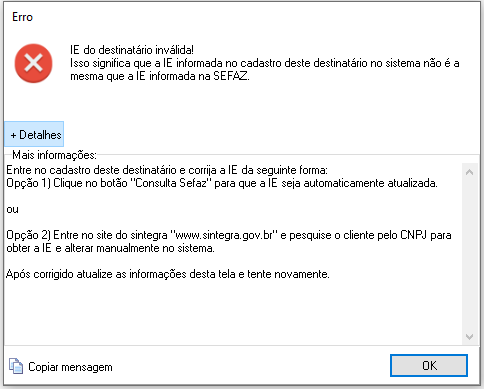 Erro
IE do destinatário inválida!
Isso significa que a IE informada no cadastro deste destinatário no sistema não é a
mesma que a IE informada na SEFAZ.
+ Detalhes
Mais informações:
Entre no cadastro deste destinatário e corrija a IE da seguinte forma:
Opção 1) Clique no botão "Consulta Sefaz" para que a IE seja automaticamente atualizada.
ou
Opção 2) Entre no site do sintegra "www.sintegra.gov.br" e pesquise o cliente pelo CNPJ para
obter a IE e alterar manualmente no sistema.
Após corrigido atualize as informações desta tela e tente novamente.
Copiar mensagem
OK